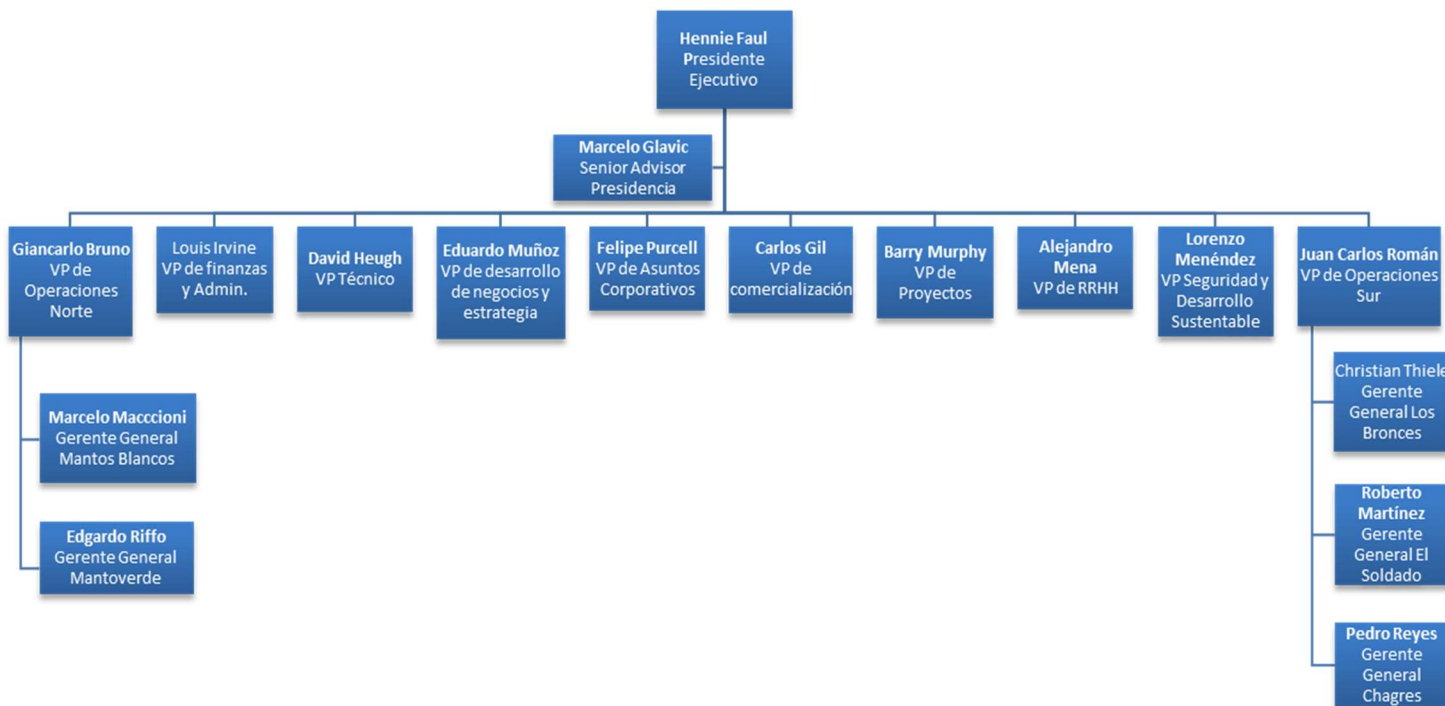 Hennie Faul
Presidente
Ejecutivo
Marcelo Glavic
Senior Advisor
Presidencia
Giancarlo Bruno
VP de
Operaciones
Norte
Louis Irvine
VP de finanzas
y Admin.
David Heugh
VP Técnico
Eduardo Muñoz
VP de desarrollo
de negocios y
estrategia
Felipe Purcell
VP de Asuntos
Corporativos
Carlos Gil
VP de
comercialización
Barry Murphy
VP de
Proyectos
Alejandro
Mena
VP de RRHH
Lorenzo
Menéndez
VP Seguridad y
Desarrollo
Sustentable
Juan Carlos Román
VP de Operaciones
Sur
Marcelo Macccioni
Gerente General
Mantos Blancos
Edgardo Riffo
Gerente General
Mantoverde
Christian Thiele
Gerente
General Los
Bronces
Roberto
Martínez
Gerente
General El
Soldado
Pedro Reyes
Gerente
General
Chagres